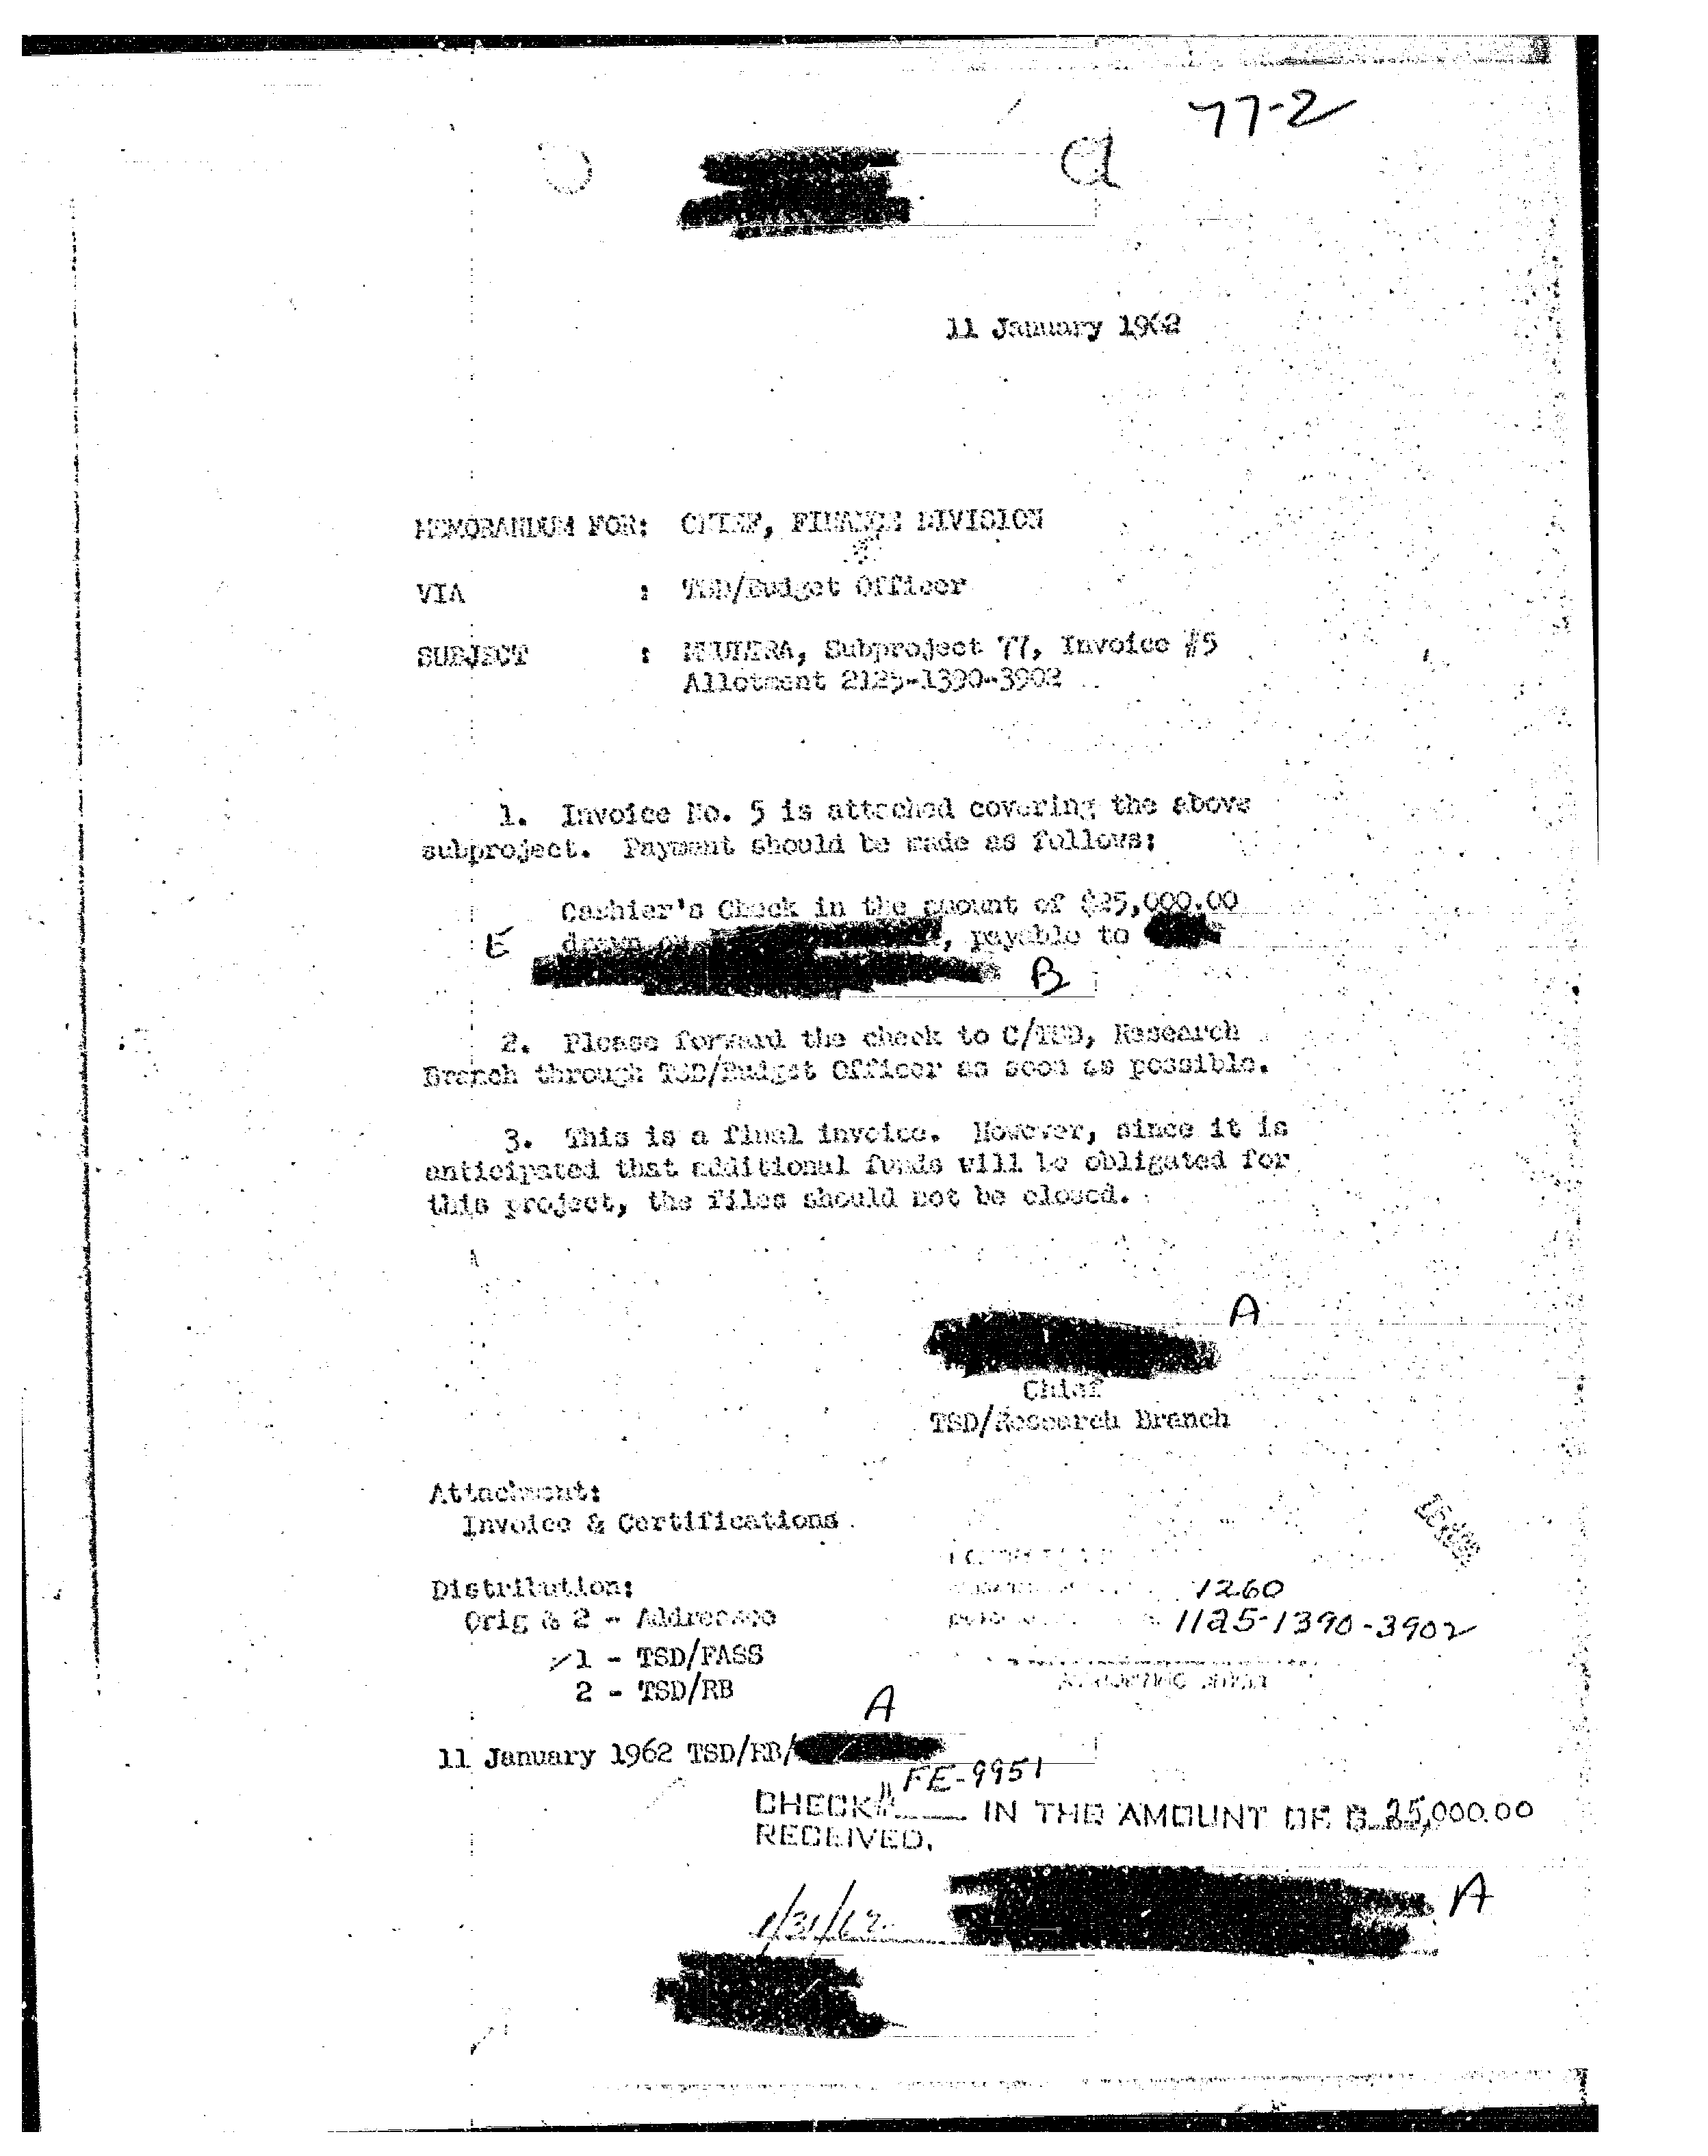 77-2
11 January 1962
MEMORANDUM FOR: CHIEF, FINANCE DIVISION
VIA : TSD/Budget Officer
SUBJECT : MKULTRA, Subproject 77, Invoice #5
Allotment 2125-1390-3902
1. Invoice No. 5 is attached covering the above
subproject. Payment should be made as follows:
Cashier's Check in the amount of $25,000.00
E drawn on , payable to
B
2. Please forward the check to C/TSD, Research
Branch through TSD/Budget Officer as soon as possible.
3. This is a final invoice. However, since it is
anticipated that additional funds will be obligated for
this project, the files should not be closed.
A
Chief
TSD/Research Branch
Attachment:
Invoice & Certifications
Distribution:
1260
Orig & 2 - Addressee
1125-1390-3902
1 - TSD/FASS
2 - TSD/RB
A
11 January 1962 TSD/RB/
FE-9951
CHECK # IN THE AMOUNT OF $ 25,000.00
RECEIVED.
A
1/31/62